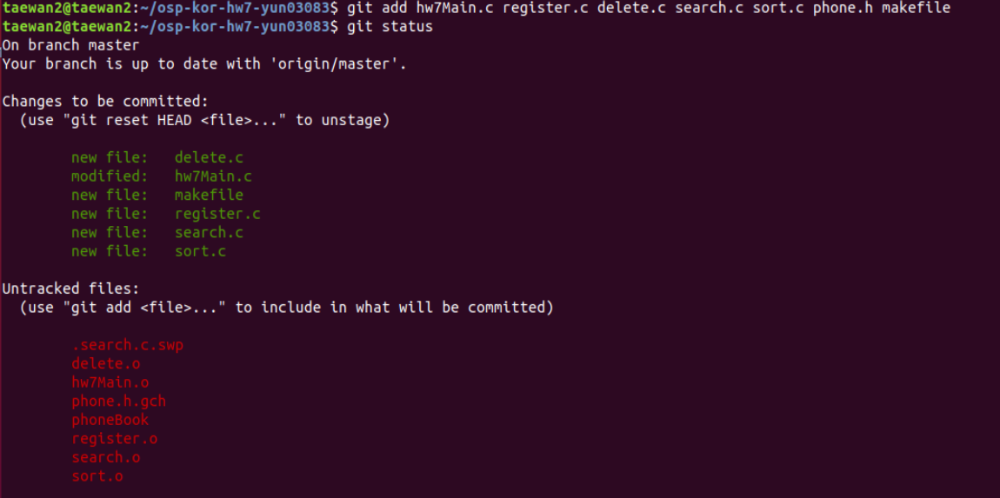 taewan2@taewan2:~/osp-kor-hw7-yun03083$ git add hw7Main.c register.c delete.c search.c sort.c phone.h makefile
taewan2@taewan2:~/osp-kor-hw7-yun03083$ git status
On branch master
Your branch is up to date with 'origin/master'.
Changes to be committed:
(use "git reset HEAD <file>..." to unstage)
new file: delete.c
modified: hw7Main.c
new file: makefile
new file: register.c
new file: search.c
new file: sort.c
Untracked files:
(use "git add <file>..." to include in what will be committed)
.search.c.swp
delete.o
hw7Main.o
phone.h.gch
phoneBook
register.o
search.o
sort.o